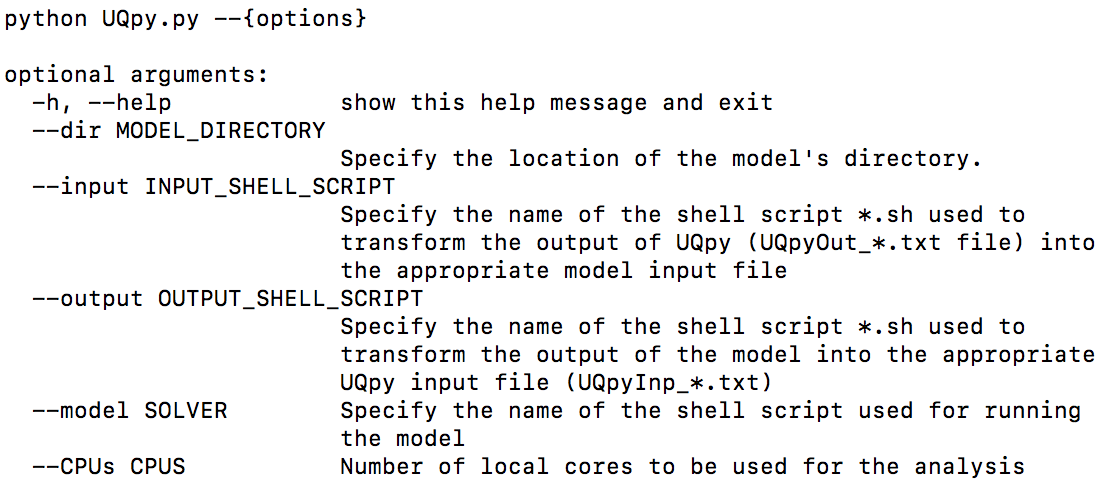 python UQpy.py --{options}
optional arguments:
-h, --help show this help message and exit
--dir MODEL_DIRECTORY
Specify the location of the model's directory.
--input INPUT_SHELL_SCRIPT
Specify the name of the shell script *.sh used to
transform the output of UQpy (UQpyOut_*.txt file) into
the appropriate model input file
--output OUTPUT_SHELL_SCRIPT
Specify the name of the shell script *.sh used to
transform the output of the model into the appropriate
UQpy input file (UQpyInp_*.txt)
--model SOLVER Specify the name of the shell script used for running
the model
--CPUs CPUS Number of local cores to be used for the analysis